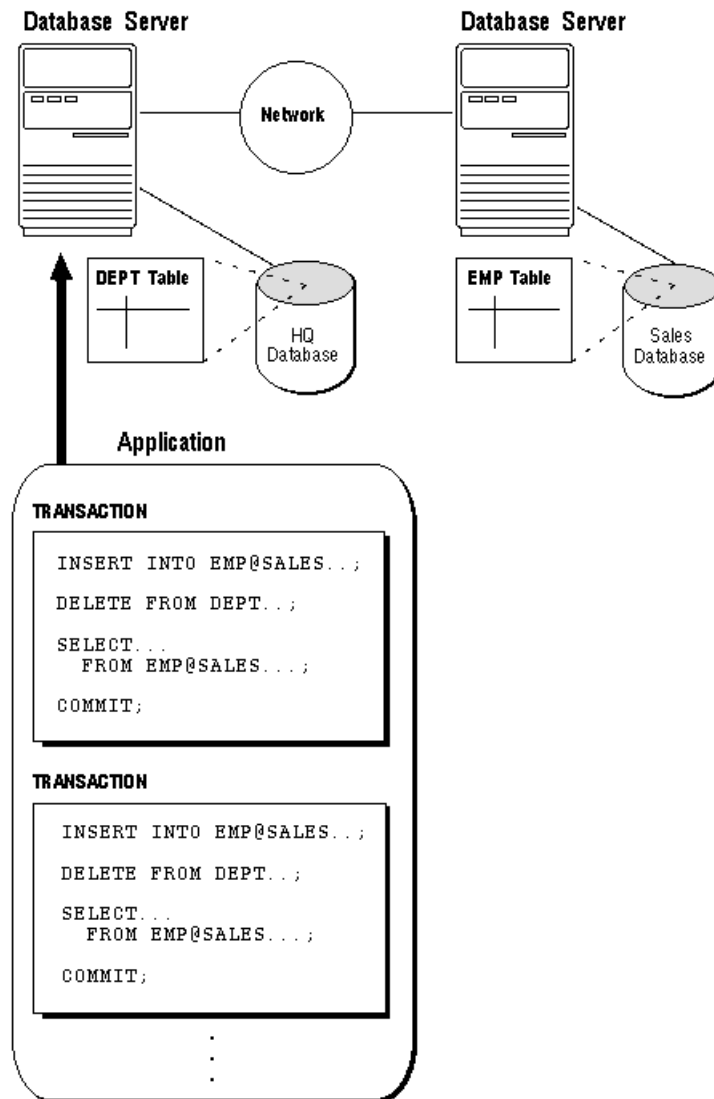 Database Server
Database Server
Network
DEPT Table
HQ
Database
EMP Table
Sales
Database
Application
TRANSACTION
INSERT INTO EMP@SALES..;
DELETE FROM DEPT..;
SELECT...
FROM EMP@SALES...;
COMMIT;
TRANSACTION
INSERT INTO EMP@SALES..;
DELETE FROM DEPT..;
SELECT...
FROM EMP@SALES...;
COMMIT;
.
.
.